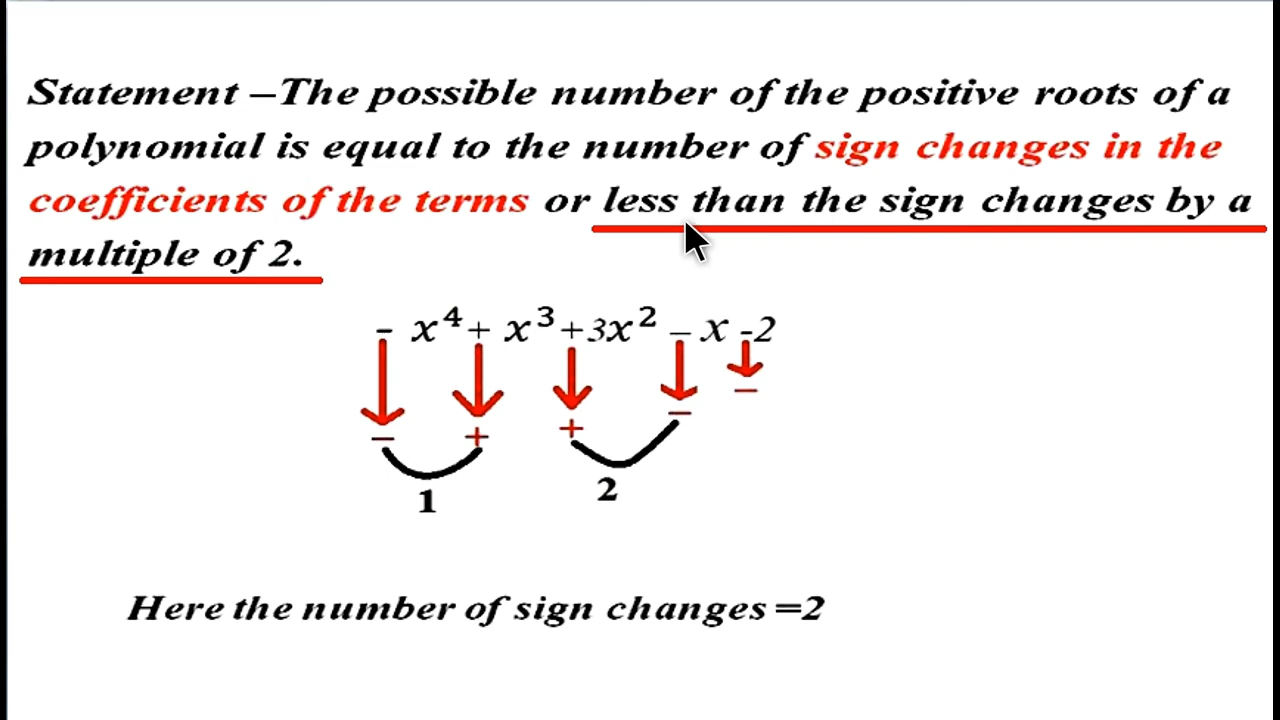 Statement –The possible number of the positive roots of a
polynomial is equal to the number of sign changes in the
coefficients of the terms or less than the sign changes by a
multiple of 2.
- x⁴+ x³+3x² – x -2
– + + – –
1 2
Here the number of sign changes =2